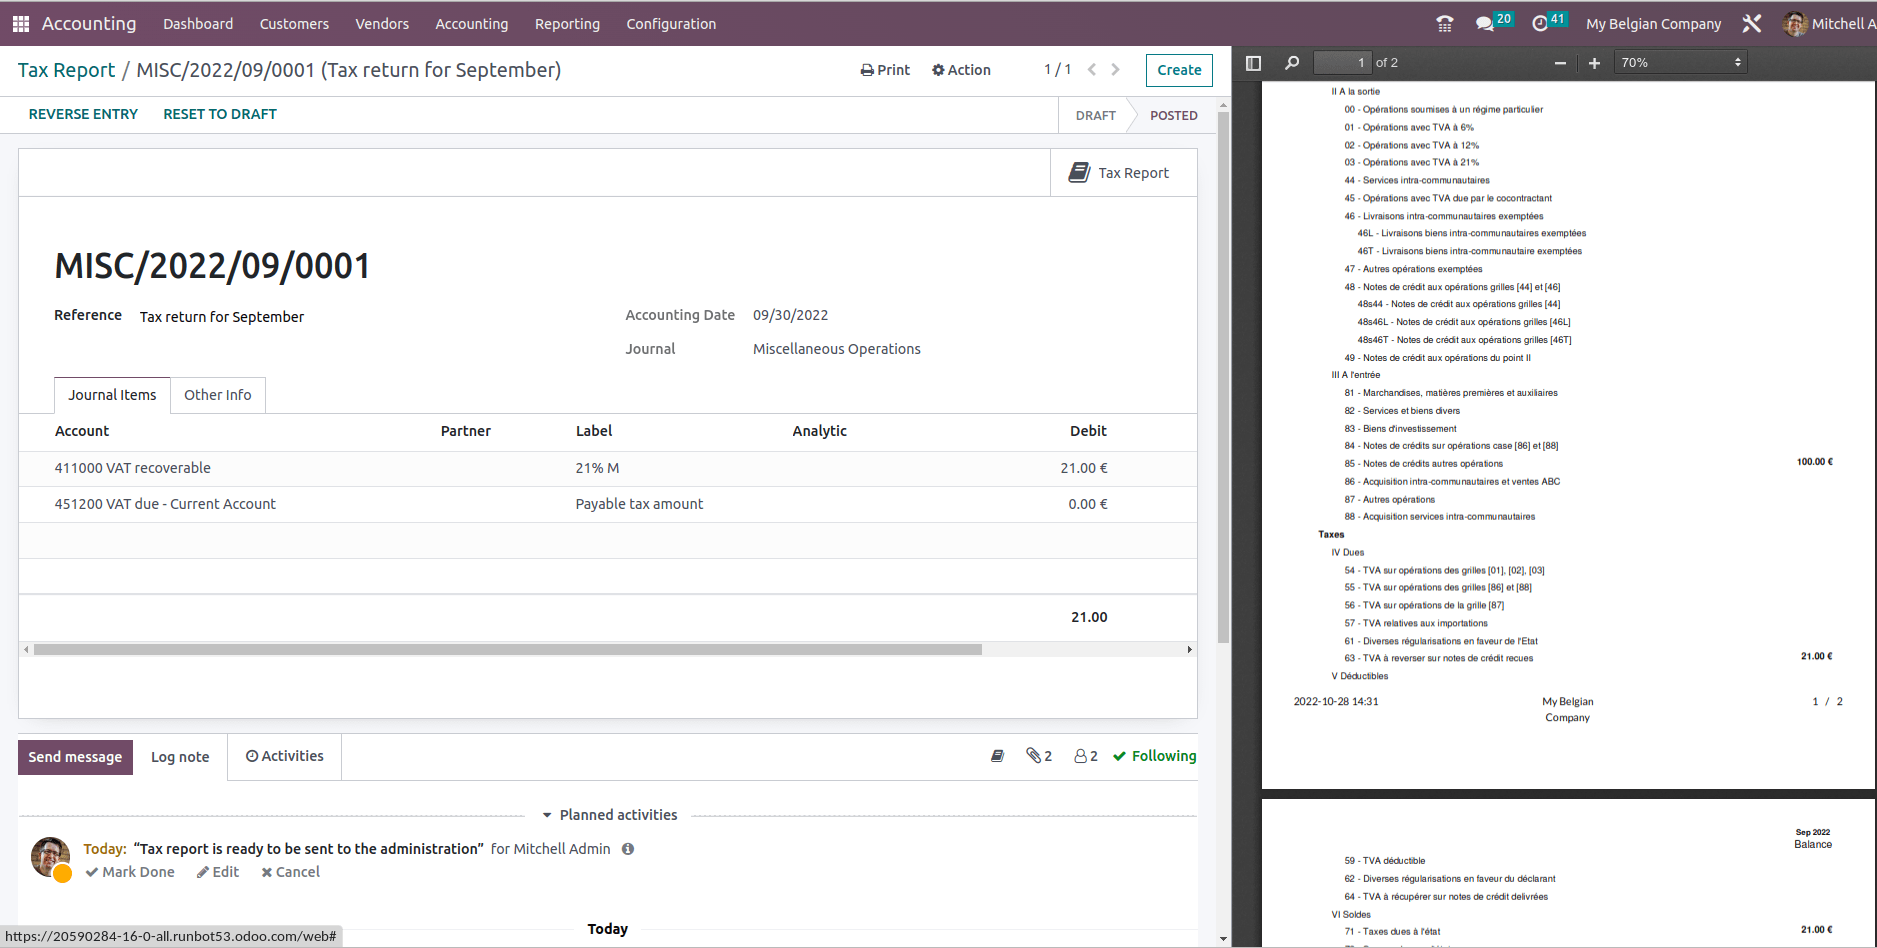 Accounting Dashboard Customers Vendors Accounting Reporting Configuration 20 41 My Belgian Company Mitchell A
Tax Report / MISC/2022/09/0001 (Tax return for September) Print Action 1 / 1 Create
REVERSE ENTRY RESET TO DRAFT DRAFT POSTED
Tax Report
MISC/2022/09/0001
Reference Tax return for September Accounting Date 09/30/2022
Journal Miscellaneous Operations
Journal Items Other Info
Account Partner Label Analytic Debit
411000 VAT recoverable 21% M 21.00 €
451200 VAT due - Current Account Payable tax amount 0.00 €
21.00
Send message Log note Activities 2 2 Following
Planned activities
Today: “Tax report is ready to be sent to the administration” for Mitchell Admin
Mark Done Edit Cancel
Today
https://20590284-16-0-all.runbot53.odoo.com/web#
1 of 2 70%
II A la sortie
00 - Opérations soumises à un régime particulier
01 - Opérations avec TVA à 6%
02 - Opérations avec TVA à 12%
03 - Opérations avec TVA à 21%
44 - Services intra-communautaires
45 - Opérations avec TVA due par le cocontractant
46 - Livraisons intra-communautaires exemptées
46L - Livraisons biens intra-communautaires exemptées
46T - Livraisons biens intra-communautaire exemptées
47 - Autres opérations exemptées
48 - Notes de crédit aux opérations grilles [44] et [46]
48s44 - Notes de crédit aux opérations grilles [44]
48s46L - Notes de crédit aux opérations grilles [46L]
48s46T - Notes de crédit aux opérations grilles [46T]
49 - Notes de crédit aux opérations du point II
III A l'entrée
81 - Marchandises, matières premières et auxiliaires
82 - Services et biens divers
83 - Biens d'investissement
84 - Notes de crédits sur opérations case [86] et [88]
85 - Notes de crédits autres opérations 100.00 €
86 - Acquisition intra-communautaires et ventes ABC
87 - Autres opérations
88 - Acquisition services intra-communautaires
Taxes
IV Dues
54 - TVA sur opérations des grilles [01], [02], [03]
55 - TVA sur opérations des grilles [86] et [88]
56 - TVA sur opérations de la grille [87]
57 - TVA relatives aux importations
61 - Diverses régularisations en faveur de l'Etat
63 - TVA à reverser sur notes de crédit recues 21.00 €
V Déductibles
2022-10-28 14:31 My Belgian Company 1 / 2
Sep 2022
Balance
59 - TVA déductible
62 - Diverses régularisations en faveur du déclarant
64 - TVA à récupérer sur notes de crédit delivrées
VI Soldes
71 - Taxes dues à l'état 21.00 €